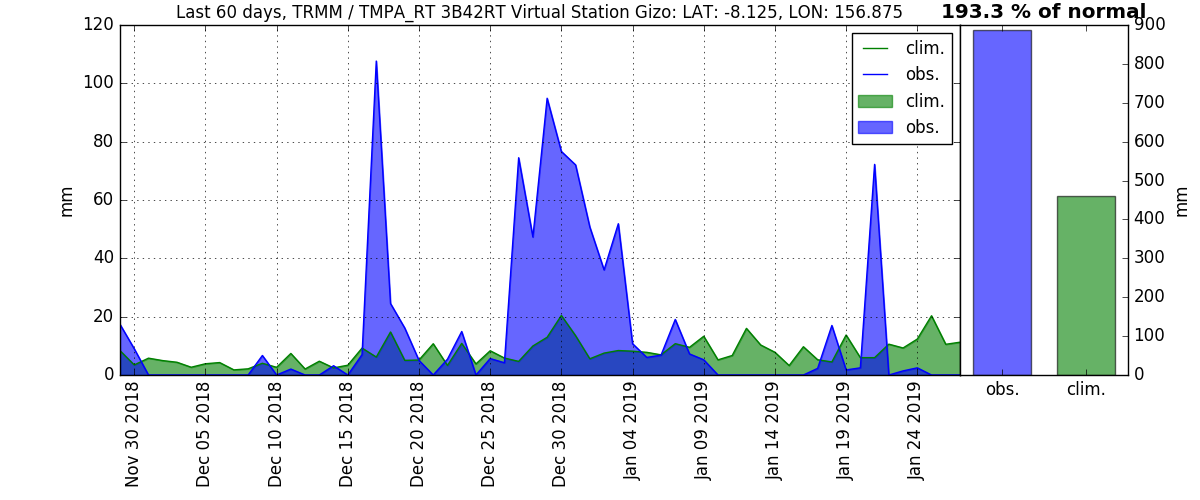 Last 60 days, TRMM / TMPA_RT 3B42RT Virtual Station Gizo: LAT: -8.125, LON: 156.875
193.3 % of normal
120
100
80
60
40
20
0
mm
clim.
obs.
clim.
obs.
900
800
700
600
500
400
300
200
100
0
mm
Nov 30 2018
Dec 05 2018
Dec 10 2018
Dec 15 2018
Dec 20 2018
Dec 25 2018
Dec 30 2018
Jan 04 2019
Jan 09 2019
Jan 14 2019
Jan 19 2019
Jan 24 2019
obs.
clim.